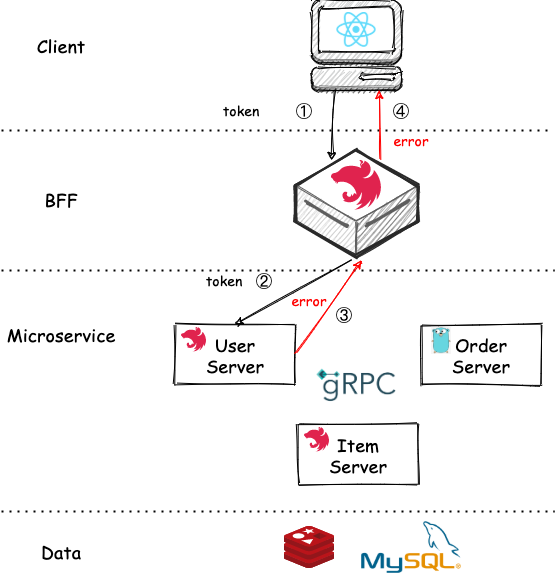 Client
token ①
④
error
BFF
token ②
error
③
Microservice
User
Server
Order
Server
gRPC
Item
Server
Data
MySQL®